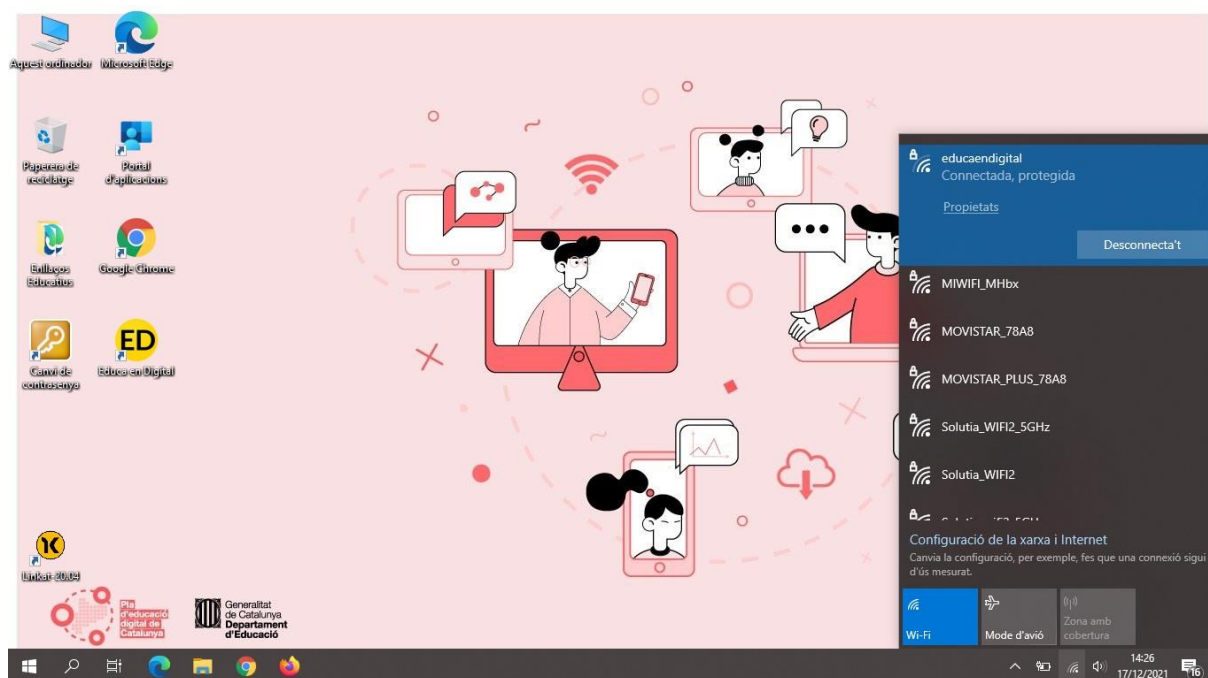 Aquest ordinador
Microsoft Edge
Paperera de
reciclatge
Portal
d'aplicacions
Enllaços
Educatius
Google Chrome
Canvi de
contrasenya
ED
Educa en Digital
Linkat-20.04
Pla
d'educació
digital de
Catalunya
Generalitat
de Catalunya
Departament
d'Educació
educaendigital
Connectada, protegida
Propietats
Desconnecta't
MIWIFI_MHbx
MOVISTAR_78A8
MOVISTAR_PLUS_78A8
Solutia_WIFI2_5GHz
Solutia_WIFI2
Configuració de la xarxa i Internet
Canvia la configuració, per exemple, fes que una connexió sigui
d'ús mesurat.
Wi-Fi
Mode d'avió
Zona amb
cobertura
14:26
17/12/2021
16